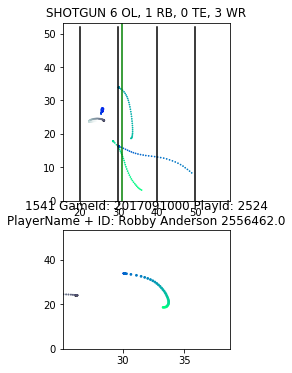 SHOTGUN 6 OL, 1 RB, 0 TE, 3 WR
50
40
30
20
10
0
20 30 40 50
1541 GameId: 2017091000 PlayId: 2524
PlayerName + ID: Robby Anderson 2556462.0
40
20
0
30 35